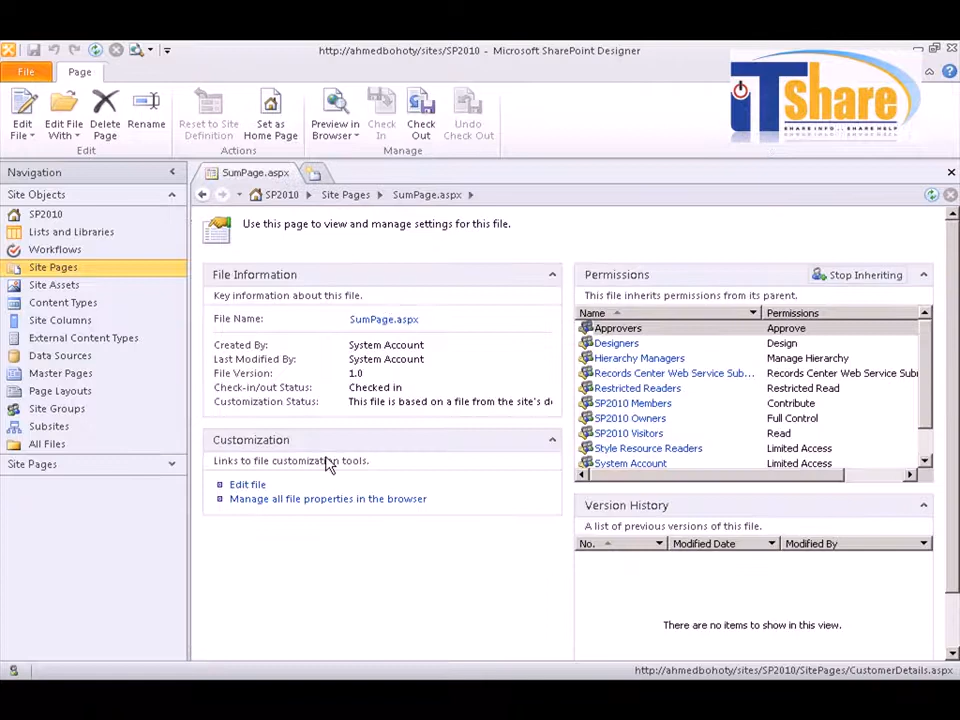 http://ahmedbohoty/sites/SP2010 - Microsoft SharePoint Designer
File
Page
Edit File
Edit File With
Delete Page
Rename
Reset to Site Definition
Set as Home Page
Preview in Browser
Check In
Check Out
Undo Check Out
Edit
Actions
Manage
iTShare
SHARE INFO.. SHARE HELP
Navigation
SumPage.aspx
Site Objects
SP2010
Site Pages
SumPage.aspx
SP2010
Lists and Libraries
Workflows
Site Pages
Site Assets
Content Types
Site Columns
External Content Types
Data Sources
Master Pages
Page Layouts
Site Groups
Subsites
All Files
Site Pages
Use this page to view and manage settings for this file.
File Information
Key information about this file.
File Name: SumPage.aspx
Created By: System Account
Last Modified By: System Account
File Version: 1.0
Check-in/out Status: Checked in
Customization Status: This file is based on a file from the site's d
Customization
Links to file customization tools.
Edit file
Manage all file properties in the browser
Permissions
Stop Inheriting
This file inherits permissions from its parent.
Name Permissions
Approvers Approve
Designers Design
Hierarchy Managers Manage Hierarchy
Records Center Web Service Sub... Records Center Web Service Subr
Restricted Readers Restricted Read
SP2010 Members Contribute
SP2010 Owners Full Control
SP2010 Visitors Read
Style Resource Readers Limited Access
System Account Limited Access
Version History
A list of previous versions of this file.
No. Modified Date Modified By
There are no items to show in this view.
http://ahmedbohoty/sites/SP2010/SitePages/CustomerDetails.aspx